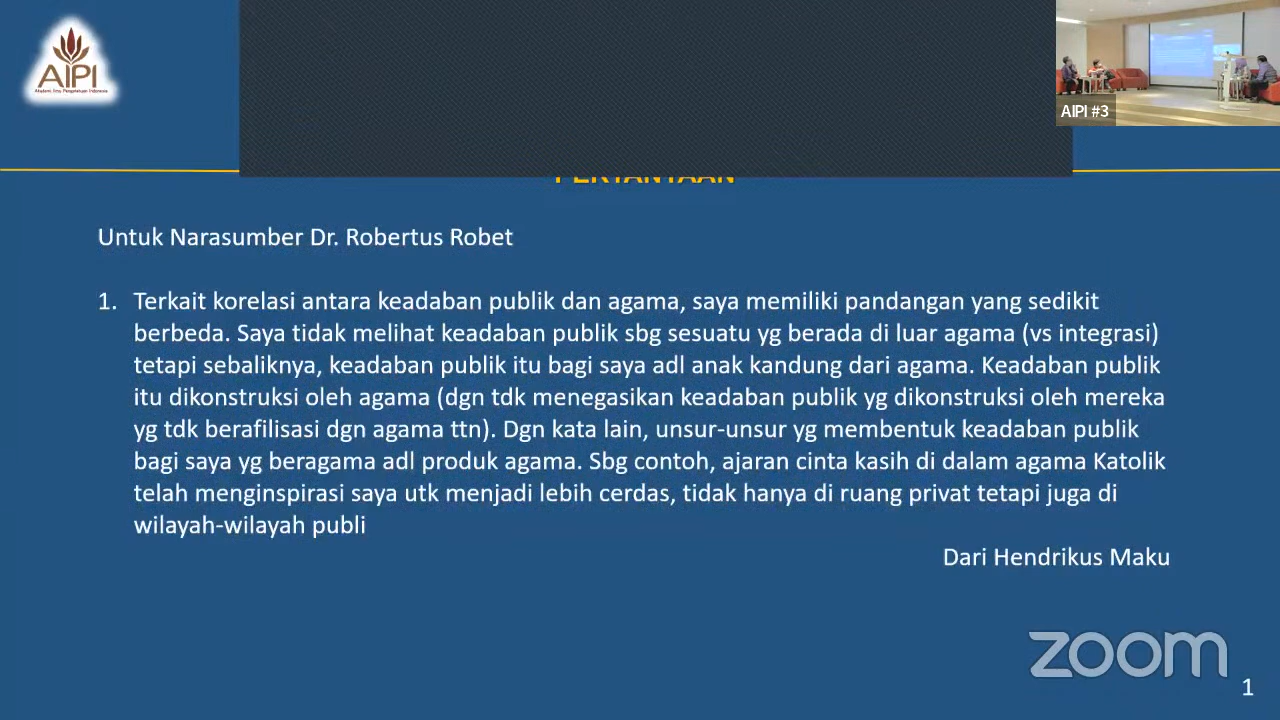 AIPI
Akademi Ilmu Pengetahuan Indonesia
AIPI #3
PERTANYAAN
Untuk Narasumber Dr. Robertus Robet
1. Terkait korelasi antara keadaban publik dan agama, saya memiliki pandangan yang sedikit
berbeda. Saya tidak melihat keadaban publik sbg sesuatu yg berada di luar agama (vs integrasi)
tetapi sebaliknya, keadaban publik itu bagi saya adl anak kandung dari agama. Keadaban publik
itu dikonstruksi oleh agama (dgn tdk menegasikan keadaban publik yg dikonstruksi oleh mereka
yg tdk berafilisasi dgn agama ttn). Dgn kata lain, unsur-unsur yg membentuk keadaban publik
bagi saya yg beragama adl produk agama. Sbg contoh, ajaran cinta kasih di dalam agama Katolik
telah menginspirasi saya utk menjadi lebih cerdas, tidak hanya di ruang privat tetapi juga di
wilayah-wilayah publi
Dari Hendrikus Maku
zoom
1